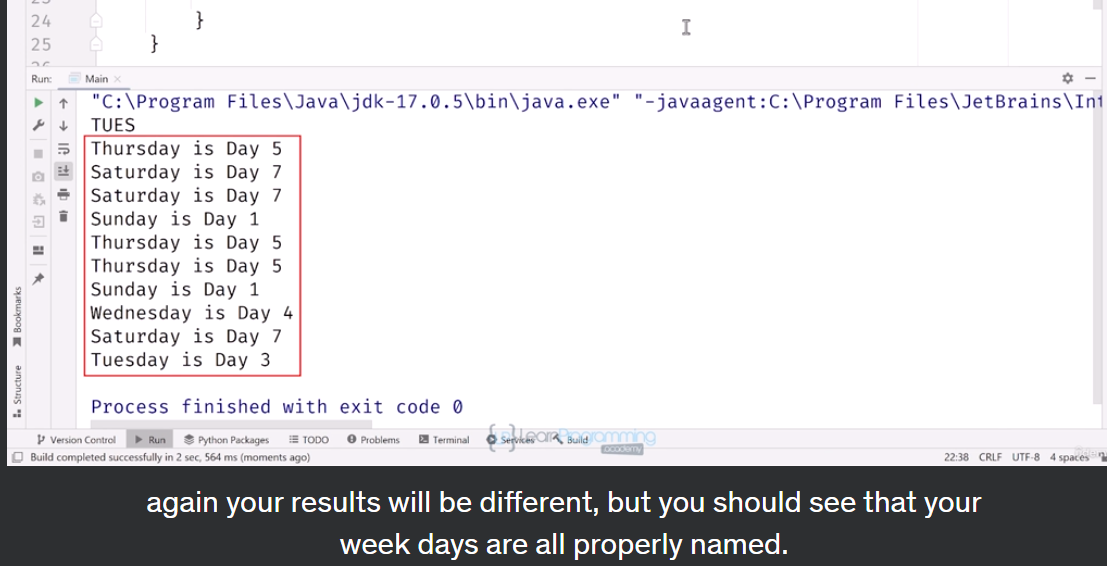 24 }
25 }
Run: Main
"C:\Program Files\Java\jdk-17.0.5\bin\java.exe" "-javaagent:C:\Program Files\JetBrains\Int
TUES
Thursday is Day 5
Saturday is Day 7
Saturday is Day 7
Sunday is Day 1
Thursday is Day 5
Thursday is Day 5
Sunday is Day 1
Wednesday is Day 4
Saturday is Day 7
Tuesday is Day 3
Process finished with exit code 0
Bookmarks
Structure
Version Control Run Python Packages TODO Problems Terminal Services Build
LearnProgramming
academy
Build completed successfully in 2 sec, 564 ms (moments ago) 22:38 CRLF UTF-8 4 spaces
again your results will be different, but you should see that your
week days are all properly named.